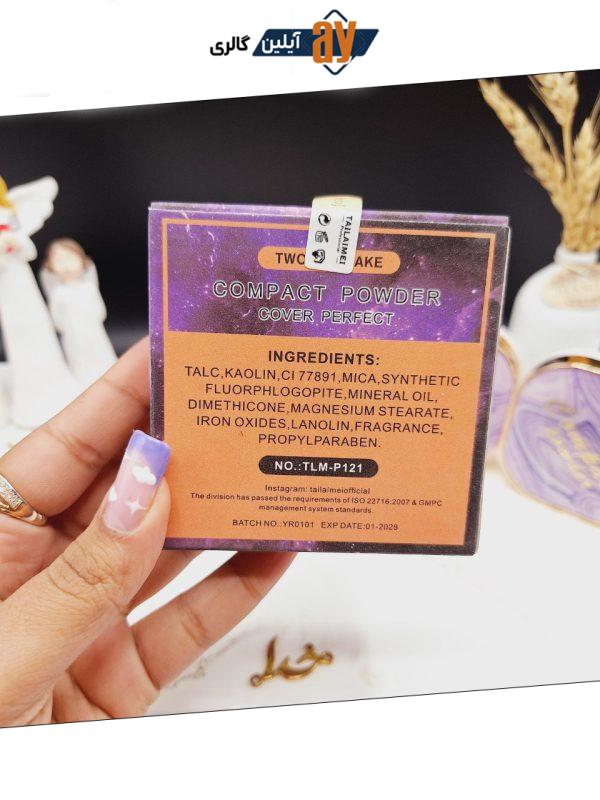 آیلین گالری
ay
TAILAIMEI
Professional
COMPACT POWDER
COVER PERFECT
INGREDIENTS:
TALC,KAOLIN,CI 77891,MICA,SYNTHETIC
FLUORPHLOGOPITE,MINERAL OIL,
DIMETHICONE,MAGNESIUM STEARATE,
IRON OXIDES,LANOLIN,FRAGRANCE,
PROPYLPARABEN.
NO.:TLM-P121
Instagram: tailaimeiofficial
The division has passed the requirements of ISO 22716:2007 & GMPC
management system standards.
BATCH NO.:YR0101 EXP DATE:01-2029
خدا